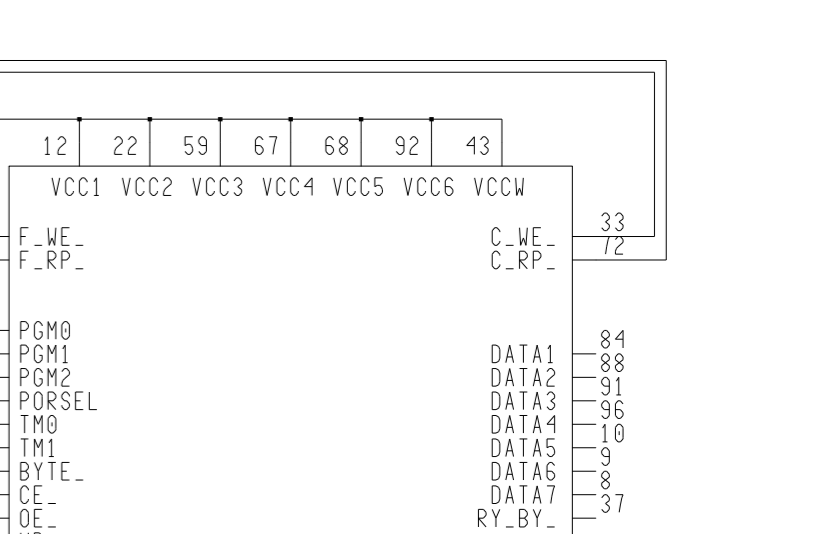 12 22 59 67 68 92 43
VCC1 VCC2 VCC3 VCC4 VCC5 VCC6 VCCW
33
F_WE_ C_WE_
72
F_RP_ C_RP_
PGM0
84
PGM1 DATA1
88
PGM2 DATA2
91
PORSEL DATA3
96
TM0 DATA4
10
TM1 DATA5
9
BYTE_ DATA6
8
CE_ DATA7
37
OE_ RY_BY_